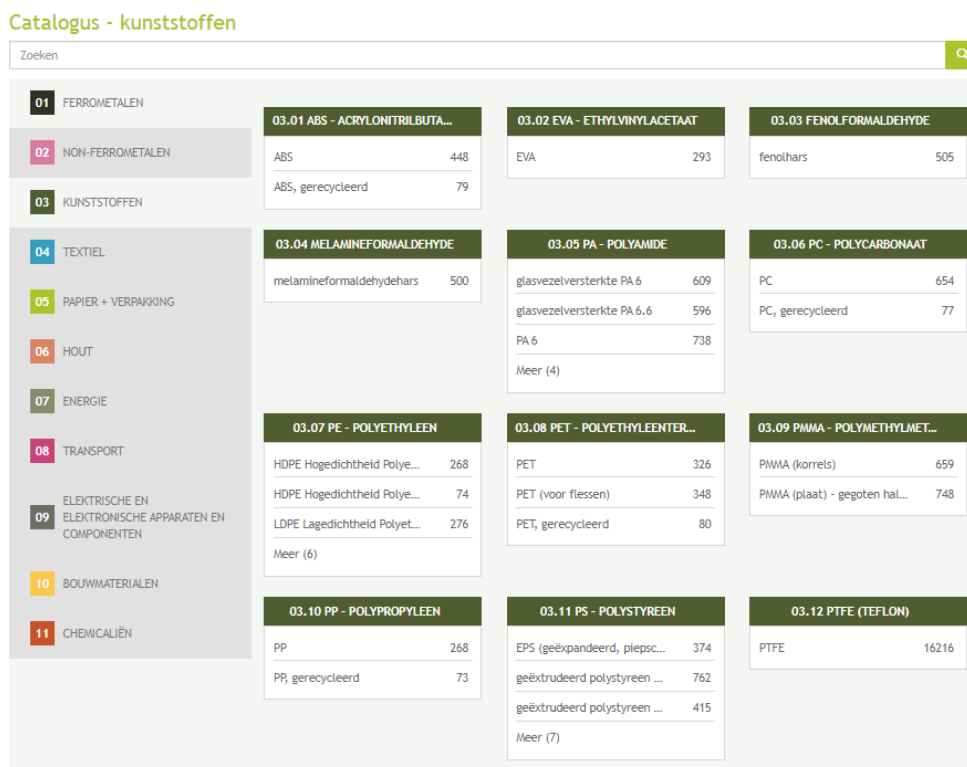 Catalogus - kunststoffen
Zoeken
01 FERROMETALEN
02 NON-FERROMETALEN
03 KUNSTSTOFFEN
04 TEXTIEL
05 PAPIER + VERPAKKING
06 HOUT
07 ENERGIE
08 TRANSPORT
09 ELEKTRISCHE EN
ELEKTRONISCHE APPARATEN EN
COMPONENTEN
10 BOUWMATERIALEN
11 CHEMICALIËN
03.01 ABS - ACRYLONITRILBUTA...
ABS 448
ABS, gerecycleerd 79
03.02 EVA - ETHYLVINYLACETAAT
EVA 293
03.03 FENOLFORMALDEHYDE
fenolhars 505
03.04 MELAMINEFORMALDEHYDE
melamineformaldehydehars 500
03.05 PA - POLYAMIDE
glasvezelversterkte PA 6 609
glasvezelversterkte PA 6.6 596
PA 6 738
Meer (4)
03.06 PC - POLYCARBONAAT
PC 654
PC, gerecycleerd 77
03.07 PE - POLYETHYLEEN
HDPE Hogedichtheid Polye... 268
HDPE Hogedichtheid Polye... 74
LDPE Lagedichtheid Polyet... 276
Meer (6)
03.08 PET - POLYETHYLEENTER...
PET 326
PET (voor flessen) 348
PET, gerecycleerd 80
03.09 PMMA - POLYMETHYLMET...
PMMA (korrels) 659
PMMA (plaat) - gegoten hal... 748
03.10 PP - POLYPROPYLEEN
PP 268
PP, gerecycleerd 73
03.11 PS - POLYSTYREEN
EPS (geëxpandeerd, piepsc... 374
geëxtrudeerd polystyreen ... 762
geëxtrudeerd polystyreen ... 415
Meer (7)
03.12 PTFE (TEFLON)
PTFE 16216